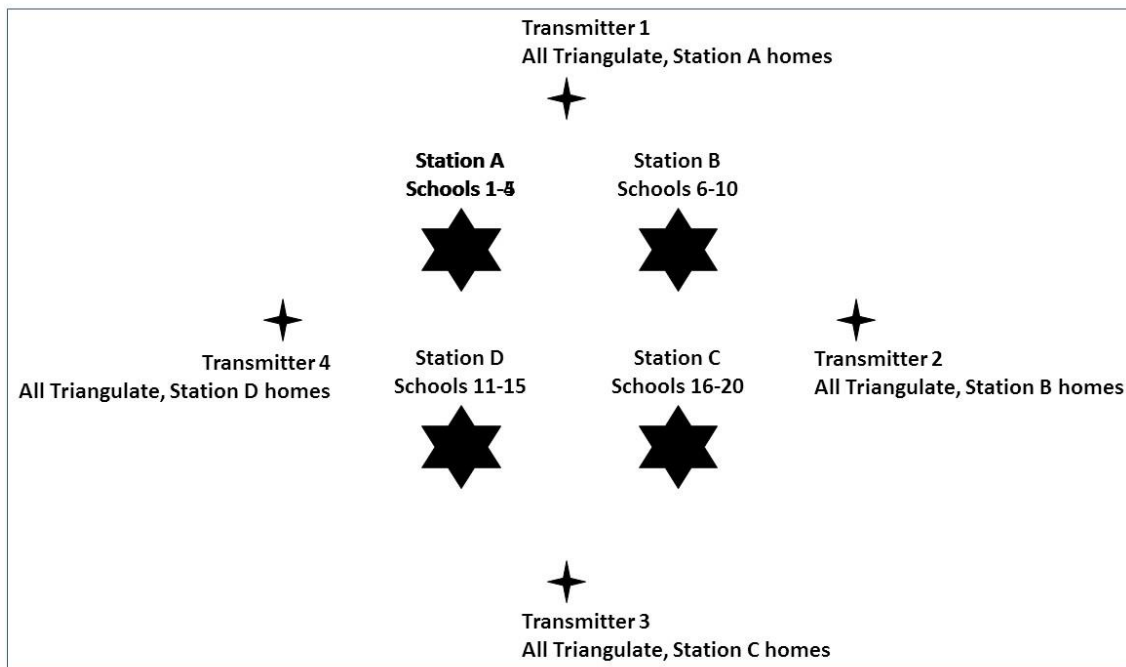 Transmitter 1
All Triangulate, Station A homes
Station A
Schools
Station B
Schools 6-10
Transmitter 4
All Triangulate, Station D homes
Station D
Schools 11-15
Station C
Schools 16-20
Transmitter 2
All Triangulate, Station B homes
Transmitter 3
All Triangulate, Station C homes